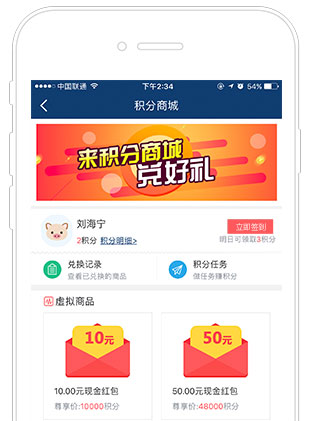 中国联通 下午2:34 54%
积分商城
来积分商城
兑好礼
刘海宁
立即签到
2积分 积分明细>
明日可领取3积分
兑换记录 积分任务
查看已兑换的商品 做任务赚积分
虚拟商品
10元 50元
10.00元现金红包 50.00元现金红包
尊享价:10000积分 尊享价:48000积分